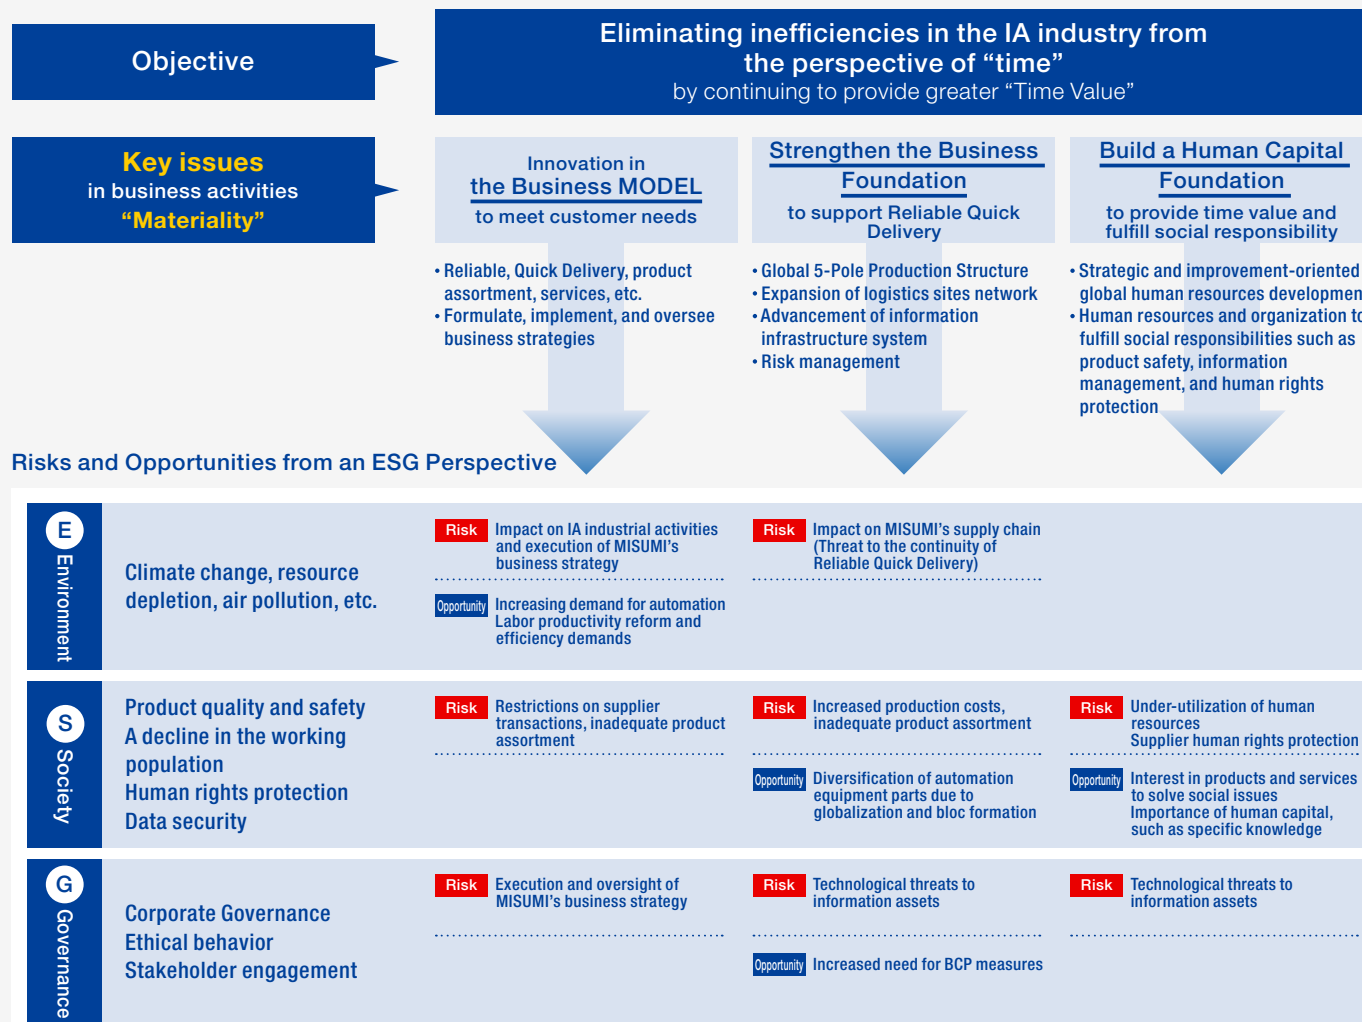 Objective
Eliminating inefficiencies in the IA industry from
the perspective of “time”
by continuing to provide greater “Time Value”
Key issues
in business activities
“Materiality”
Innovation in
the Business MODEL
to meet customer needs
• Reliable, Quick Delivery, product
assortment, services, etc.
• Formulate, implement, and oversee
business strategies
Strengthen the Business
Foundation
to support Reliable Quick
Delivery
• Global 5-Pole Production Structure
• Expansion of logistics sites network
• Advancement of information
infrastructure system
• Risk management
Build a Human Capital
Foundation
to provide time value and
fulfill social responsibility
• Strategic and improvement-oriented
global human resources developmen
• Human resources and organization to
fulfill social responsibilities such as
product safety, information
management, and human rights
protection
Risks and Opportunities from an ESG Perspective
E
Environment
Climate change, resource
depletion, air pollution, etc.
Risk
Impact on IA industrial activities
and execution of MISUMI’s
business strategy
Opportunity
Increasing demand for automation
Labor productivity reform and
efficiency demands
Risk
Impact on MISUMI’s supply chain
(Threat to the continuity of
Reliable Quick Delivery)
S
Society
Product quality and safety
A decline in the working
population
Human rights protection
Data security
Risk
Restrictions on supplier
transactions, inadequate product
assortment
Risk
Increased production costs,
inadequate product assortment
Opportunity
Diversification of automation
equipment parts due to
globalization and bloc formation
Risk
Under-utilization of human
resources
Supplier human rights protection
Opportunity
Interest in products and services
to solve social issues
Importance of human capital,
such as specific knowledge
G
Governance
Corporate Governance
Ethical behavior
Stakeholder engagement
Risk
Execution and oversight of
MISUMI’s business strategy
Risk
Technological threats to
information assets
Opportunity
Increased need for BCP measures
Risk
Technological threats to
information assets